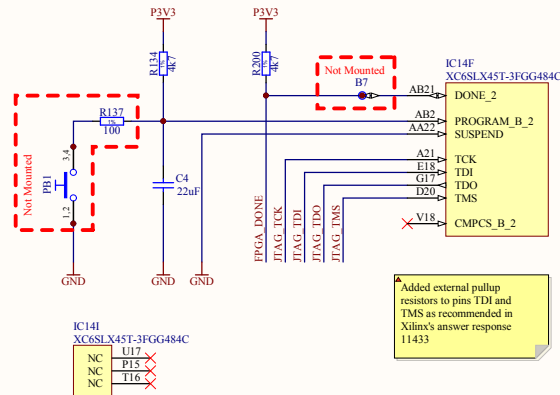 P3V3
P3V3
R134
4k7
R200
4k7
Not Mounted
B7
IC14F
XC6SLX45T-3FGG484C
AB21
DONE_2
AB2
PROGRAM_B_2
AA22
SUSPEND
A21
TCK
E18
TDI
G17
TDO
D20
TMS
V18
CMPCS_B_2
R137
100
Not Mounted
PB1
3,4
1,2
C4
22uF
FPGA_DONE
JTAG_TCK
JTAG_TDI
JTAG_TDO
JTAG_TMS
GND
GND
GND
Added external pullup
resistors to pins TDI and
TMS as recommended in
Xilinx's answer response
11433
IC14I
XC6SLX45T-3FGG484C
NC
U17
NC
P15
NC
T16